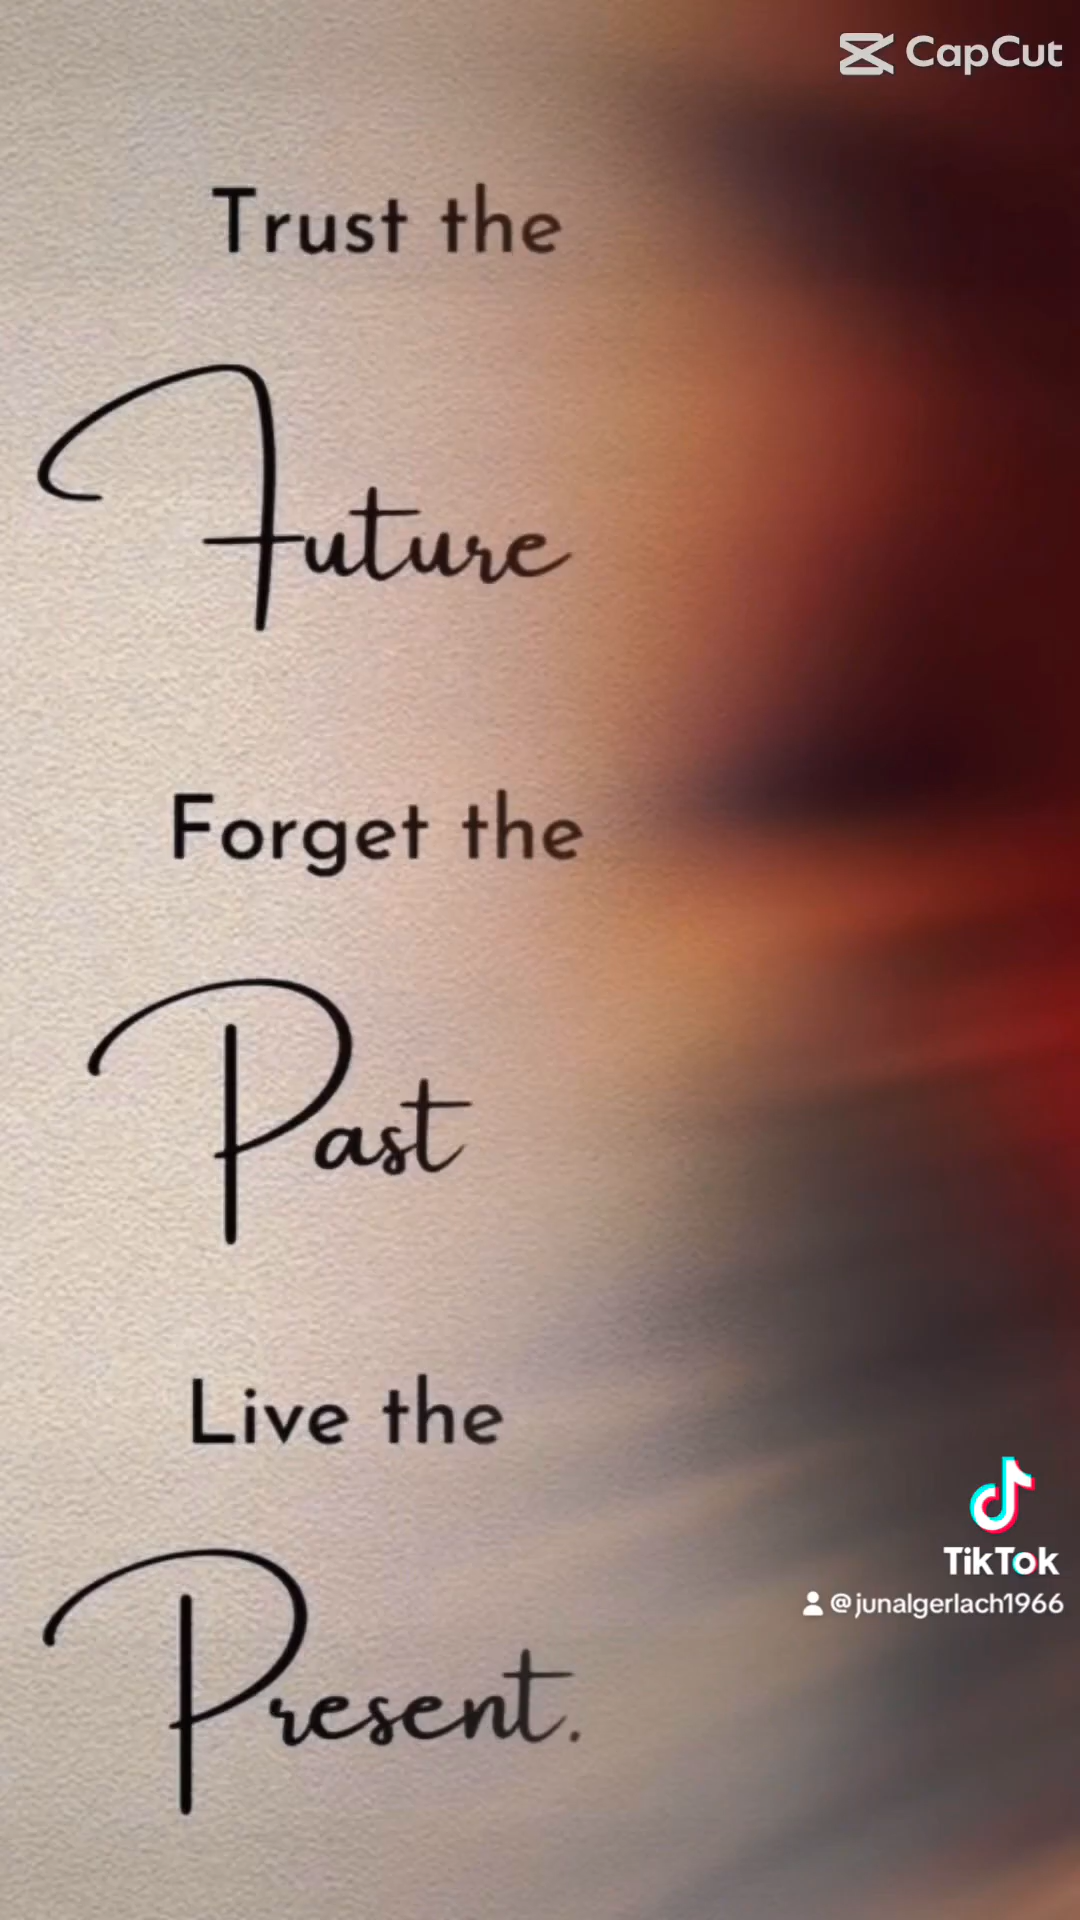 CapCut
Trust the
Future
Forget the
Past
Live the
Present.
TikTok
@junalgerlach1966